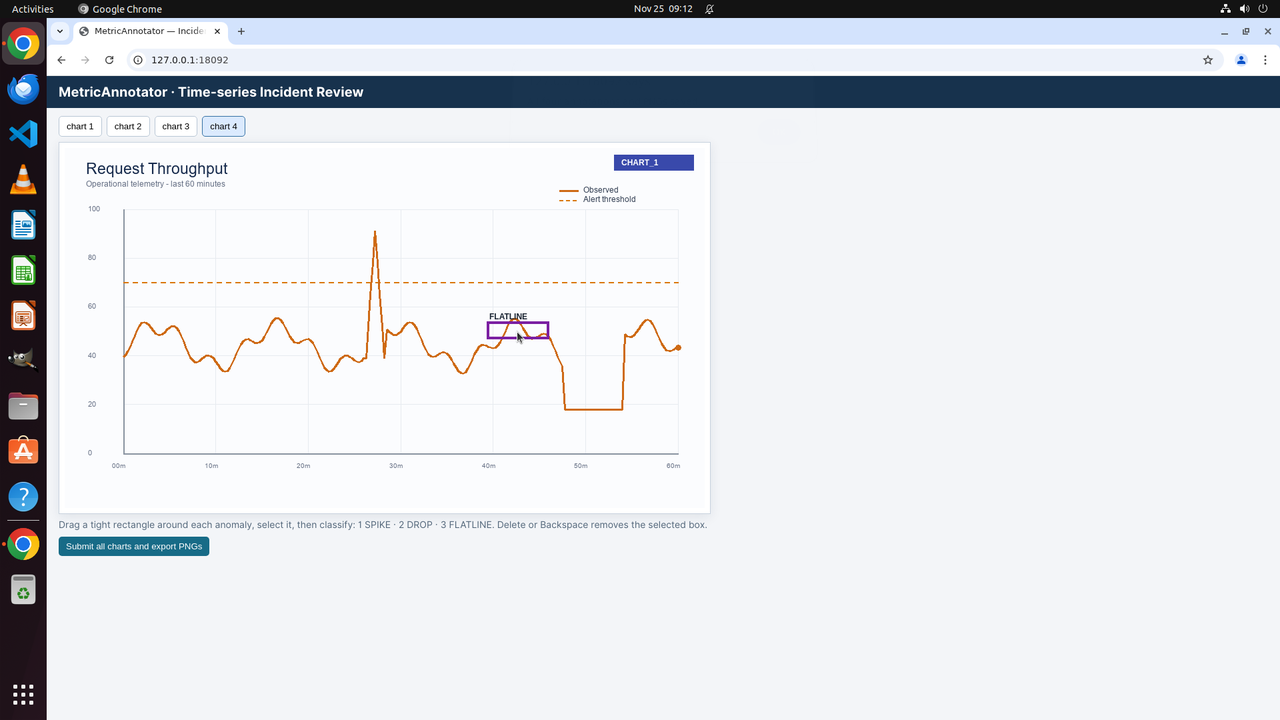 Activities
Google Chrome
Nov 25 09:12
MetricAnnotator — Incide
127.0.0.1:18092
MetricAnnotator · Time-series Incident Review
chart 1
chart 2
chart 3
chart 4
CHART_1
Request Throughput
Operational telemetry - last 60 minutes
Observed
Alert threshold
100
80
60
40
20
0
FLATLINE
00m
10m
20m
30m
40m
50m
60m
Drag a tight rectangle around each anomaly, select it, then classify: 1 SPIKE · 2 DROP · 3 FLATLINE. Delete or Backspace removes the selected box.
Submit all charts and export PNGs